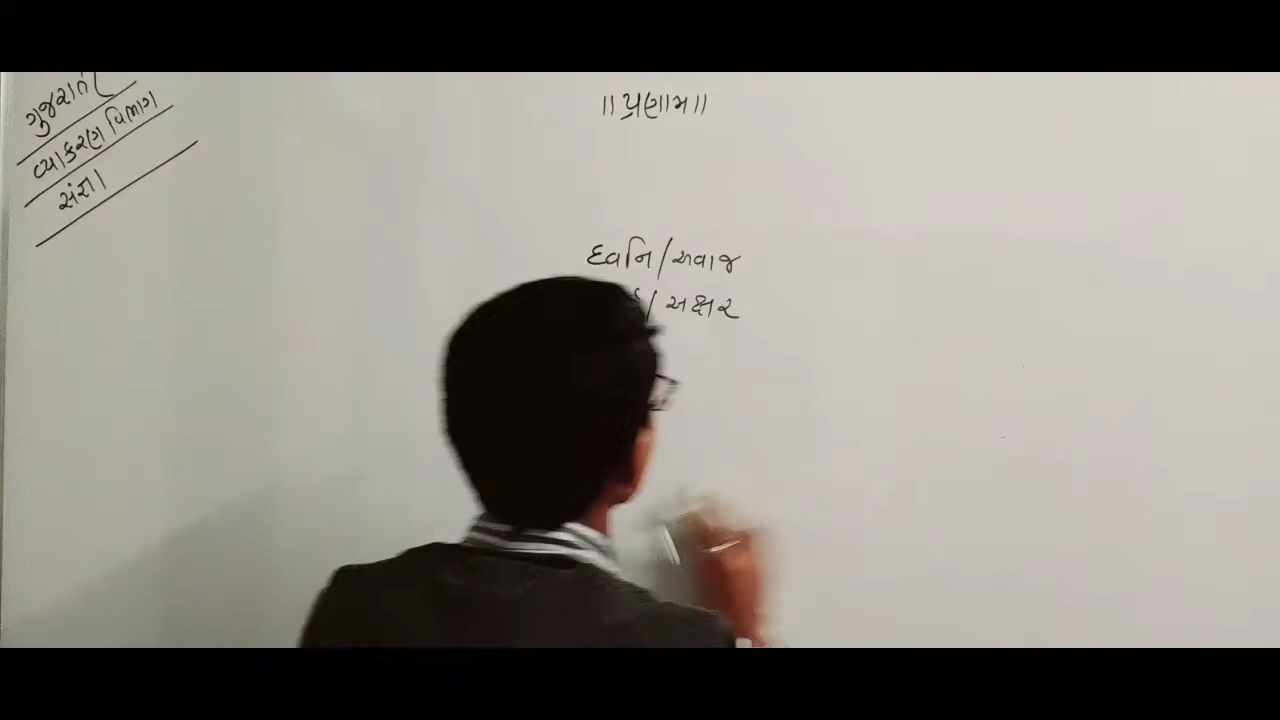 ગુજરાતી
વ્યાકરણ વિભાગ
સંજ્ઞા
॥ પ્રણામ ॥
ધ્વનિ / અવાજ
/ અક્ષર